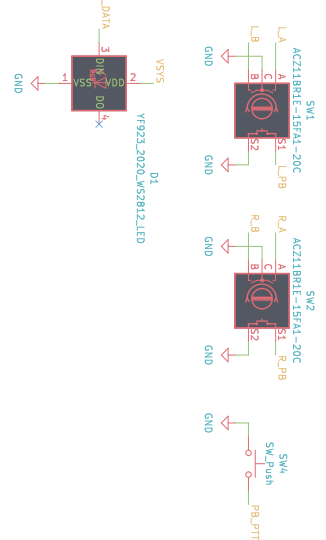 _DATA
VSYS
GND
1
VSS
VDD
2
3
DIN
DO
4
D1
YF923_2020_WS2812_LED
L_B
L_A
GND
B
C
A
S2
S1
GND
L_PB
SW1
ACZ11BR1E-15FA1-20C
R_B
R_A
GND
B
C
A
S2
S1
GND
R_PB
SW2
ACZ11BR1E-15FA1-20C
GND
SW4
SW_Push
PB_PTT